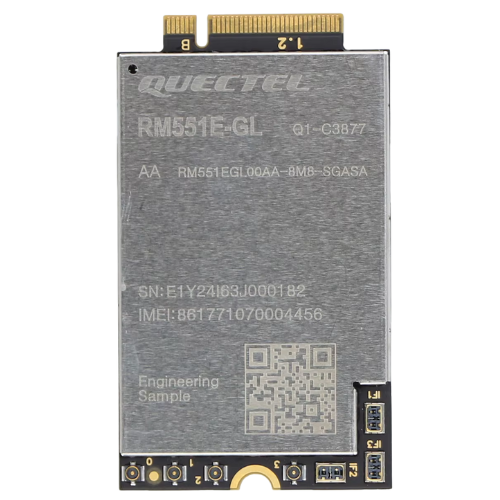 B
1.2
QUECTEL
RM551E-GL Q1-C3877
AA RM551EGL00AA-8M8-SGASA
SN:E1Y24I63J000182
IMEI:861771070004456
Engineering
Sample
IF1
IF3
0 1 2 3 IF2